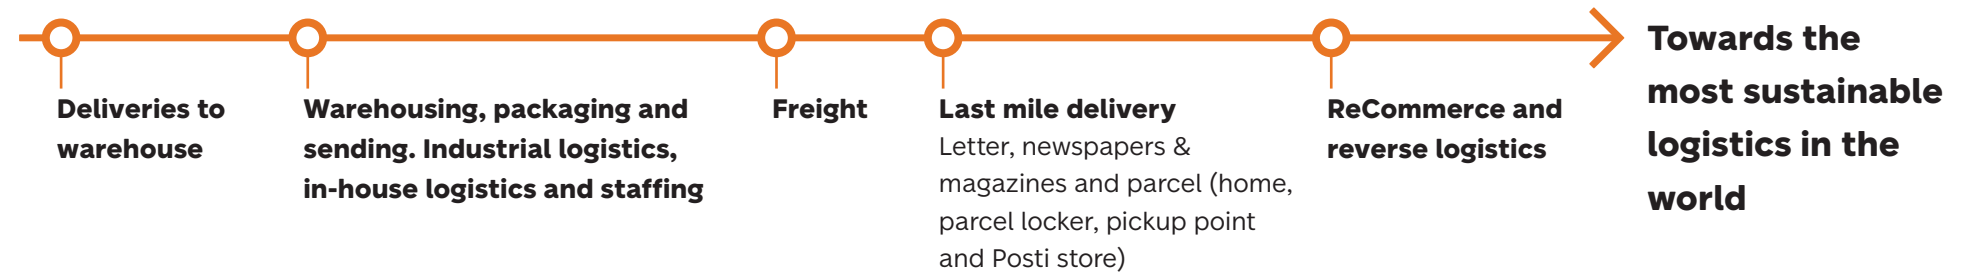 Deliveries to
warehouse
Warehousing, packaging and
sending. Industrial logistics,
in-house logistics and staffing
Freight
Last mile delivery
Letter, newspapers &
magazines and parcel (home,
parcel locker, pickup point
and Posti store)
ReCommerce and
reverse logistics
Towards the
most sustainable
logistics in the
world